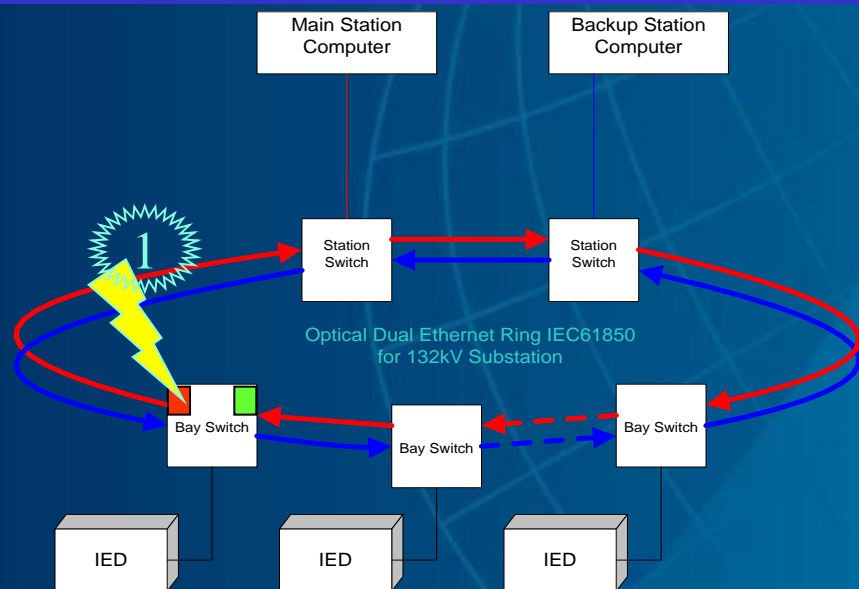 Main Station
Computer
Backup Station
Computer
1
Station
Switch
Station
Switch
Optical Dual Ethernet Ring IEC61850
for 132kV Substation
Bay Switch
Bay Switch
Bay Switch
IED
IED
IED